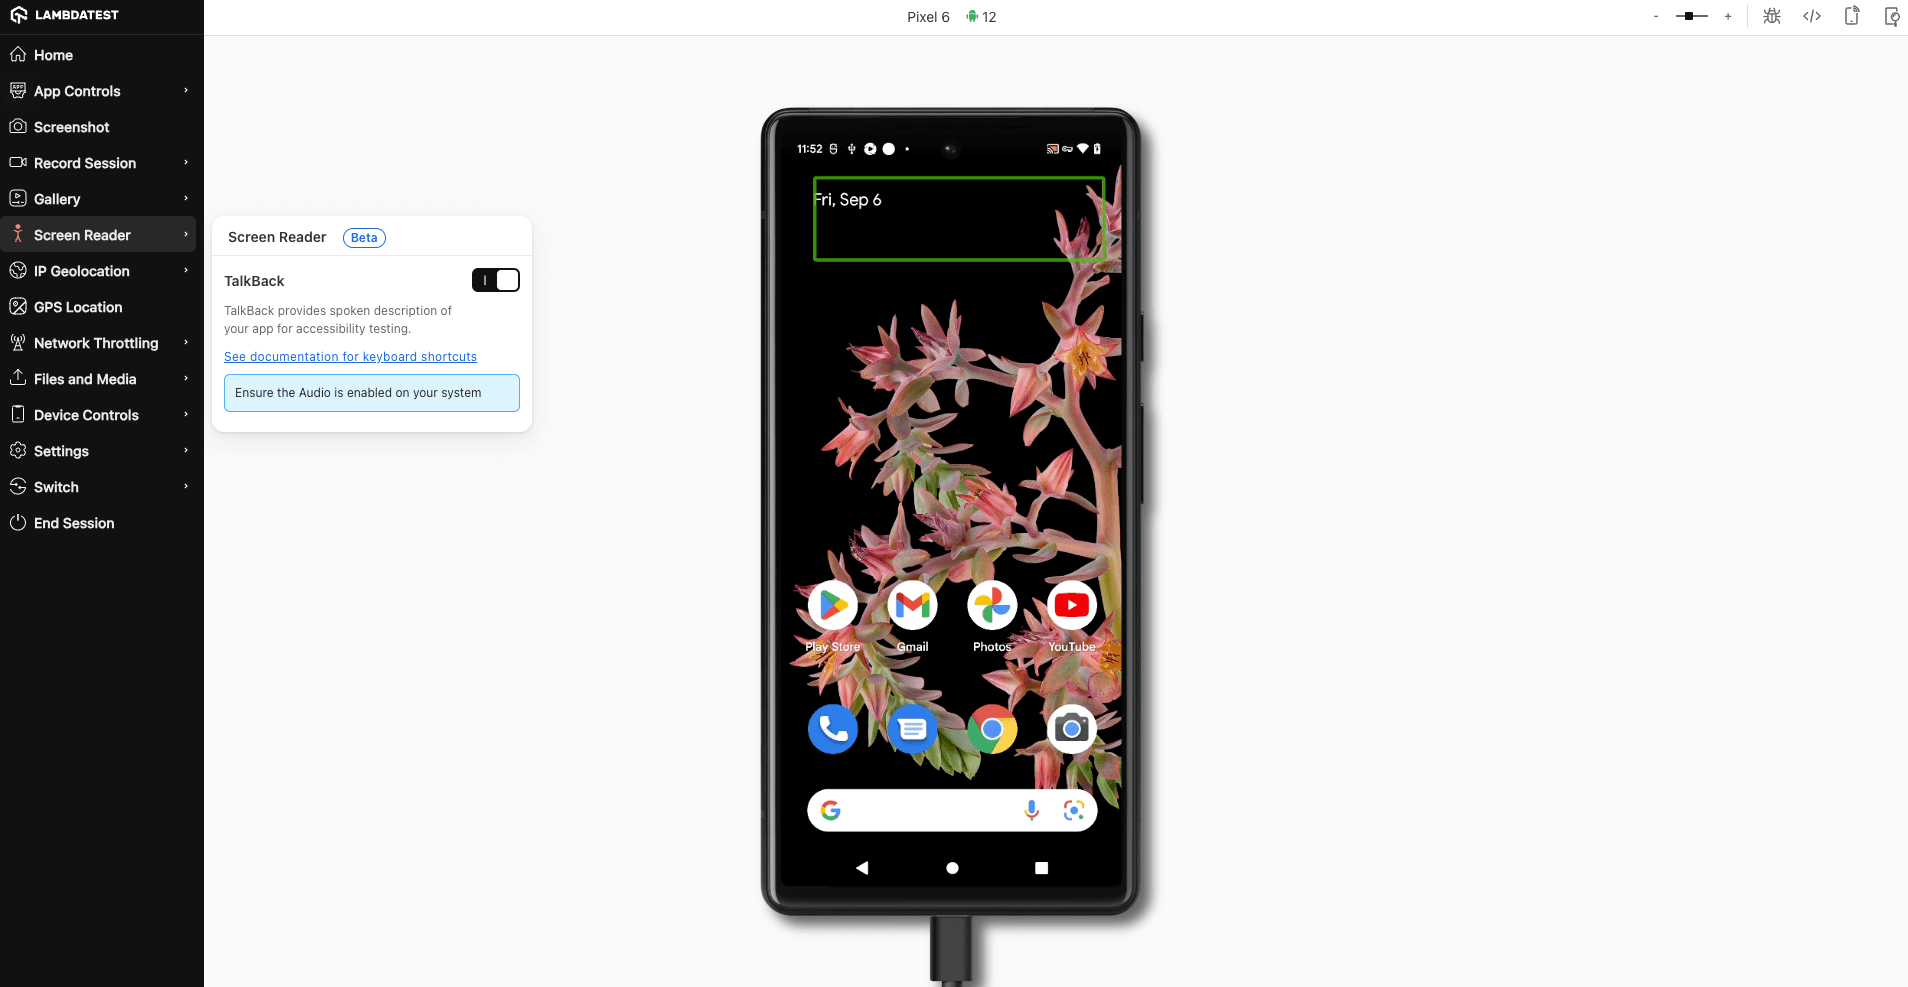 LAMBDATEST
Pixel 6 12
- +
Home
App Controls
Screenshot
Record Session
Gallery
Screen Reader
IP Geolocation
GPS Location
Network Throttling
Files and Media
Device Controls
Settings
Switch
End Session
Screen Reader Beta
TalkBack
TalkBack provides spoken description of
your app for accessibility testing.
See documentation for keyboard shortcuts
Ensure the Audio is enabled on your system
11:52
Fri, Sep 6
Play Store Gmail Photos YouTube